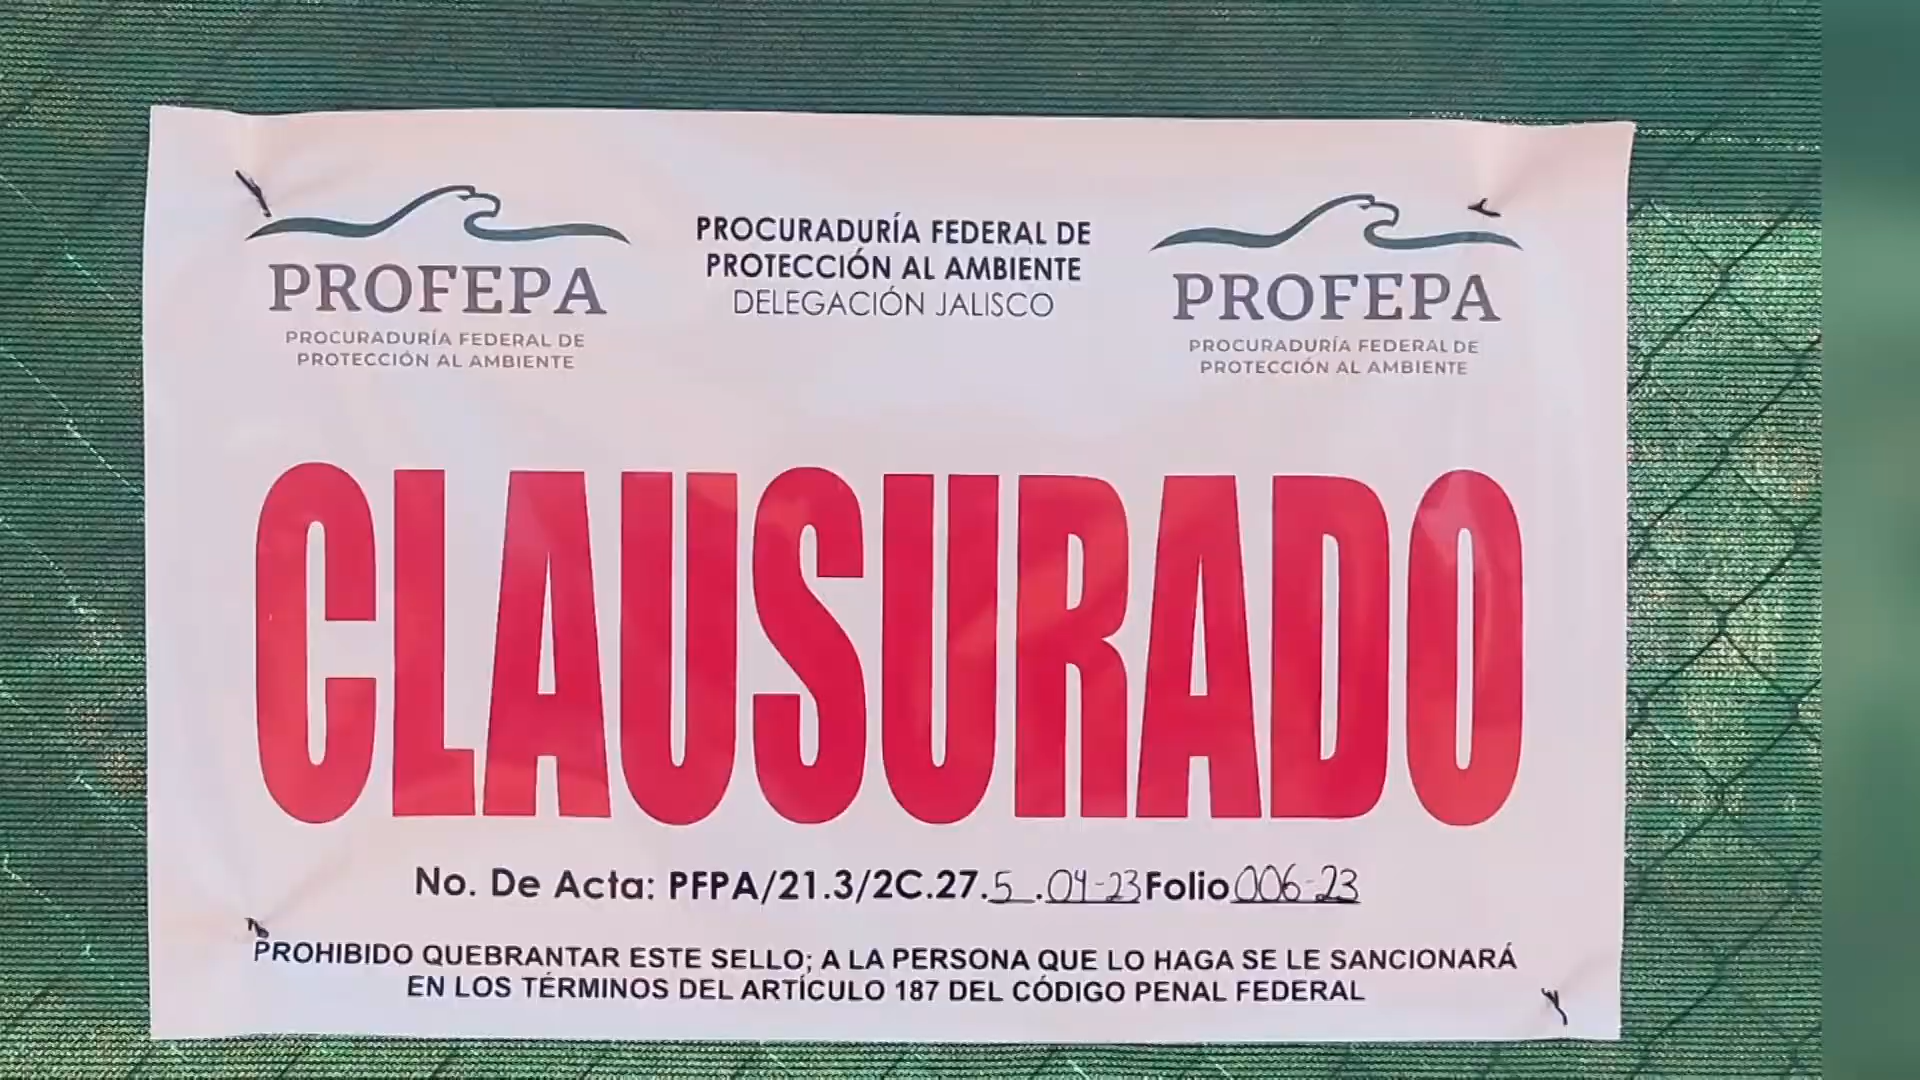 PROFEPA
PROCURADURÍA FEDERAL DE
PROTECCIÓN AL AMBIENTE
PROCURADURÍA FEDERAL DE
PROTECCIÓN AL AMBIENTE
DELEGACIÓN JALISCO
PROFEPA
PROCURADURÍA FEDERAL DE
PROTECCIÓN AL AMBIENTE
CLAUSURADO
No. De Acta: PFPA/21.3/2C.27.5.04-23 Folio 006-23
PROHIBIDO QUEBRANTAR ESTE SELLO; A LA PERSONA QUE LO HAGA SE LE SANCIONARÁ
EN LOS TÉRMINOS DEL ARTÍCULO 187 DEL CÓDIGO PENAL FEDERAL